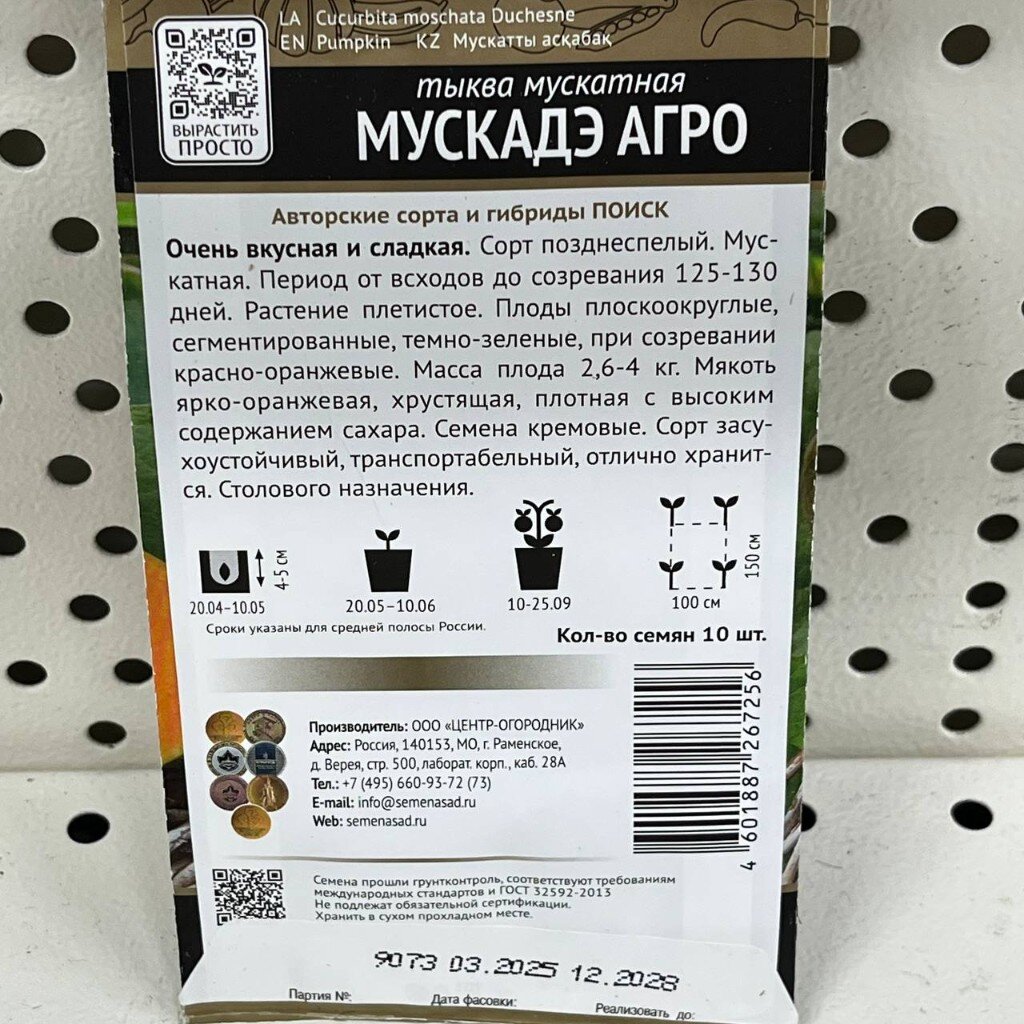 LA Cucurbita moschata Duchesne
EN Pumpkin KZ Мускатты асқабақ
ВЫРАСТИТЬ
ПРОСТО
тыква мускатная
МУСКАДЭ АГРО
Авторские сорта и гибриды ПОИСК
Очень вкусная и сладкая. Сорт позднеспелый. Мус-
катная. Период от всходов до созревания 125-130
дней. Растение плетистое. Плоды плоскоокруглые,
сегментированные, темно-зеленые, при созревании
красно-оранжевые. Масса плода 2,6-4 кг. Мякоть
ярко-оранжевая, хрустящая, плотная с высоким
содержанием сахара. Семена кремовые. Сорт засу-
хоустойчивый, транспортабельный, отлично хранит-
ся. Столового назначения.
4-5 см
150 см
20.04–10.05
20.05–10.06
10-25.09
100 см
Сроки указаны для средней полосы России.
Кол-во семян 10 шт.
Производитель: ООО «ЦЕНТР-ОГОРОДНИК»
Адрес: Россия, 140153, МО, г. Раменское,
д. Верея, стр. 500, лаборат. корп., каб. 28А
Тел.: +7 (495) 660-93-72 (73)
E-mail: info@semenasad.ru
Web: semenasad.ru
4 601887 267256
Семена прошли грунтконтроль, соответствуют требованиям
международных стандартов и ГОСТ 32592-2013
Не подлежат обязательной сертификации.
Хранить в сухом прохладном месте.
9073 03.2025 12.2028
Партия №: Дата фасовки: Реализовать до: